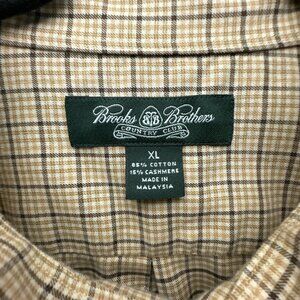 Brooks Brothers
COUNTRY CLUB
XL
85% COTTON
15% CASHMERE
MADE IN
MALAYSIA